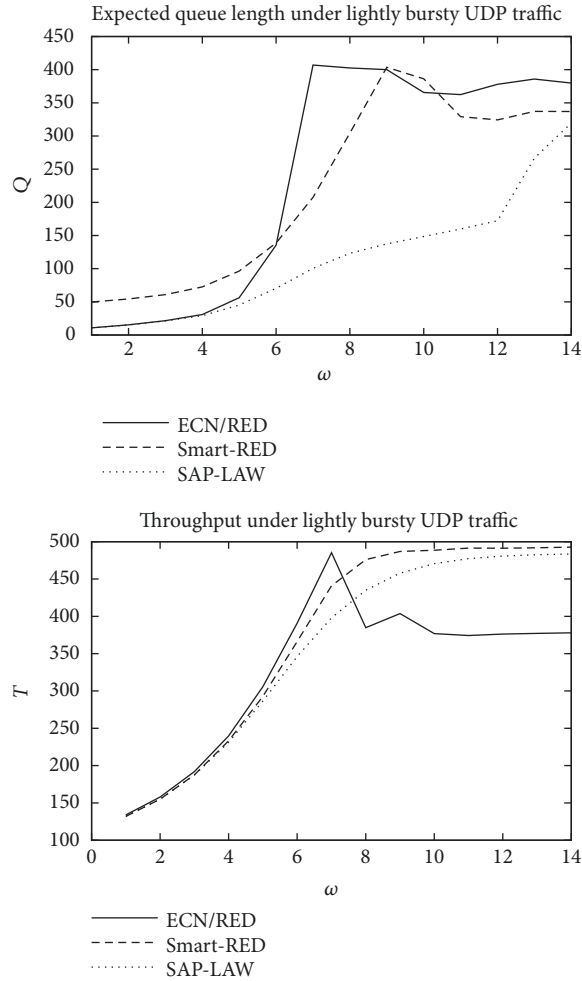 Expected queue length under lightly bursty UDP traffic
450
400
350
300
250
200
150
100
50
0
Q
2 4 6 8 10 12 14
ω
ECN/RED
Smart-RED
SAP-LAW
Throughput under lightly bursty UDP traffic
500
450
400
350
300
250
200
150
100
T
0 2 4 6 8 10 12 14
ω
ECN/RED
Smart-RED
SAP-LAW